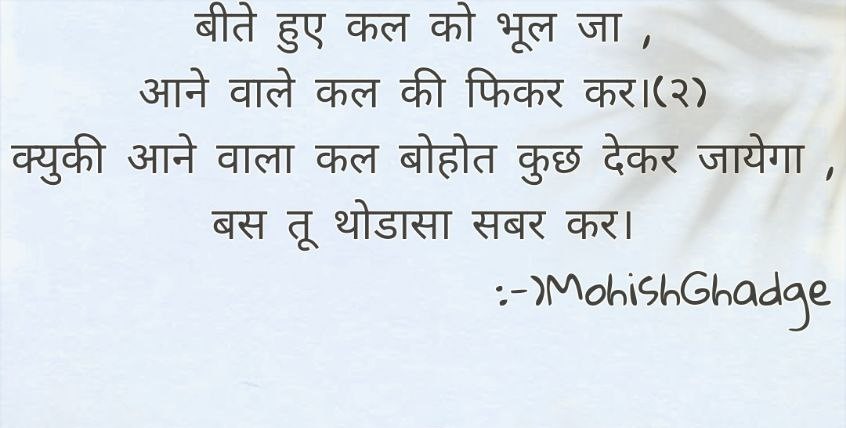 बीते हुए कल को भूल जा ,
आने वाले कल की फिकर कर।(२)
क्युकी आने वाला कल बोहोत कुछ देकर जायेगा ,
बस तू थोडासा सबर कर।
:-)MohishGhadge